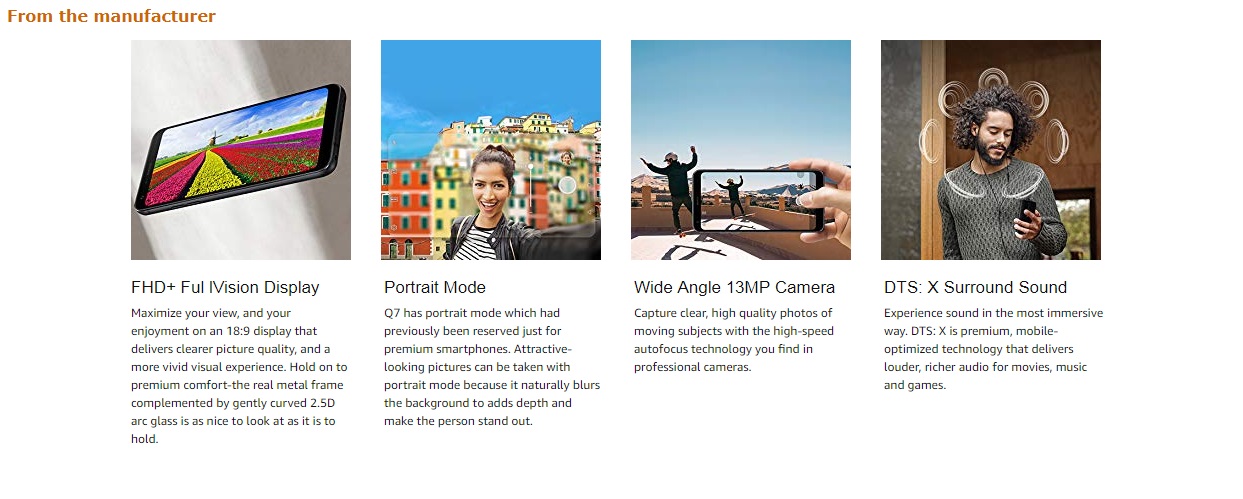 From the manufacturer
FHD+ Ful lVision Display
Maximize your view, and your
enjoyment on an 18:9 display that
delivers clearer picture quality, and a
more vivid visual experience. Hold on to
premium comfort-the real metal frame
complemented by gently curved 2.5D
arc glass is as nice to look at as it is to
hold.
Portrait Mode
Q7 has portrait mode which had
previously been reserved just for
premium smartphones. Attractive-
looking pictures can be taken with
portrait mode because it naturally blurs
the background to adds depth and
make the person stand out.
Wide Angle 13MP Camera
Capture clear, high quality photos of
moving subjects with the high-speed
autofocus technology you find in
professional cameras.
DTS: X Surround Sound
Experience sound in the most immersive
way. DTS: X is premium, mobile-
optimized technology that delivers
louder, richer audio for movies, music
and games.